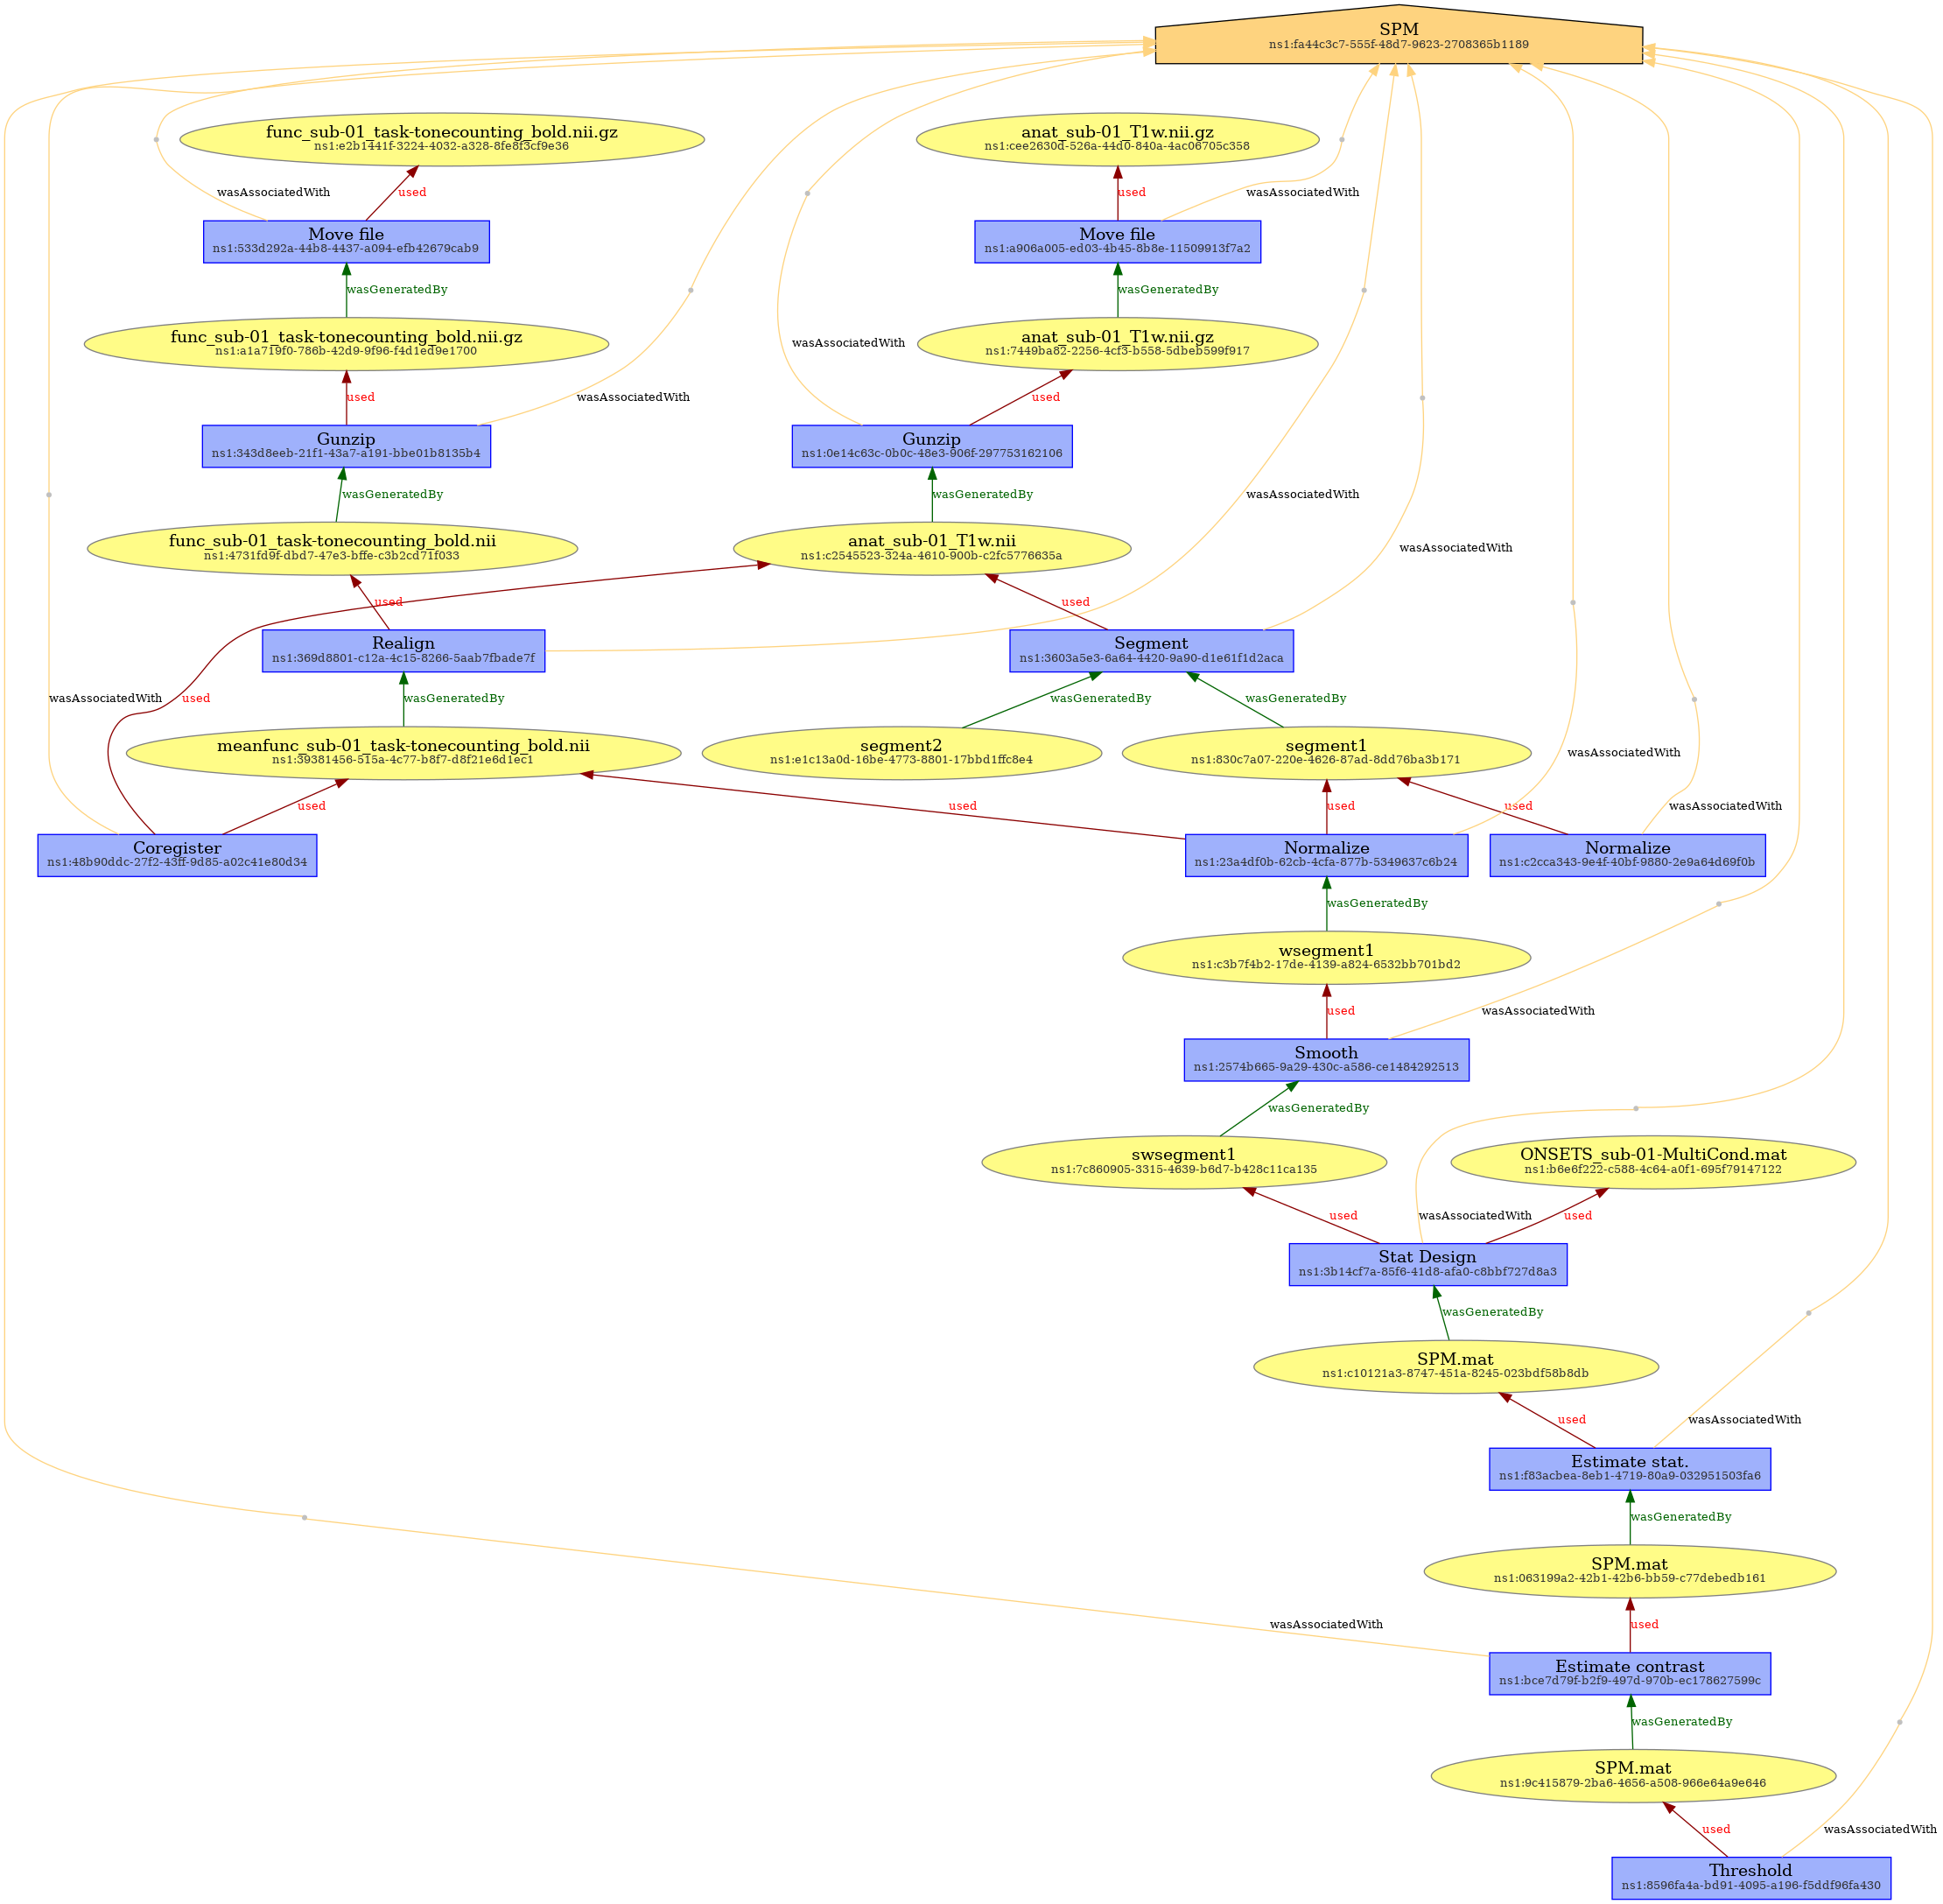 SPM
ns1:fa44c3c7-555f-48d7-9623-2708365b1189
func_sub-01_task-tonecounting_bold.nii.gz
ns1:e2b1441f-3224-4032-a328-8fe8f3cf9e36
anat_sub-01_T1w.nii.gz
ns1:cee2630d-526a-44d0-840a-4ac06705c358
wasAssociatedWith
used
used
wasAssociatedWith
Move file
ns1:533d292a-44b8-4437-a094-efb42679cab9
Move file
ns1:a906a005-ed03-4b45-8b8e-11509913f7a2
wasGeneratedBy
wasGeneratedBy
func_sub-01_task-tonecounting_bold.nii.gz
ns1:a1a719f0-786b-42d9-9f96-f4d1ed9e1700
wasAssociatedWith
anat_sub-01_T1w.nii.gz
ns1:7449ba82-2256-4cf3-b558-5dbeb599f917
used
wasAssociatedWith
used
Gunzip
ns1:343d8eeb-21f1-43a7-a191-bbe01b8135b4
Gunzip
ns1:0e14c63c-0b0c-48e3-906f-297753162106
wasGeneratedBy
wasGeneratedBy
wasAssociatedWith
func_sub-01_task-tonecounting_bold.nii
ns1:4731fd9f-dbd7-47e3-bffe-c3b2cd71f033
anat_sub-01_T1w.nii
ns1:c2545523-324a-4610-900b-c2fc5776635a
wasAssociatedWith
used
used
Realign
ns1:369d8801-c12a-4c15-8266-5aab7fbade7f
Segment
ns1:3603a5e3-6a64-4420-9a90-d1e61f1d2aca
wasAssociatedWith
used
wasGeneratedBy
wasGeneratedBy
wasGeneratedBy
meanfunc_sub-01_task-tonecounting_bold.nii
ns1:39381456-515a-4c77-b8f7-d8f21e6d1ec1
segment2
ns1:e1c13a0d-16be-4773-8801-17bbd1ffc8e4
segment1
ns1:830c7a07-220e-4626-87ad-8dd76ba3b171
wasAssociatedWith
used
used
used
used
wasAssociatedWith
Coregister
ns1:48b90ddc-27f2-43ff-9d85-a02c41e80d34
Normalize
ns1:23a4df0b-62cb-4cfa-877b-5349637c6b24
Normalize
ns1:c2cca343-9e4f-40bf-9880-2e9a64d69f0b
wasGeneratedBy
wsegment1
ns1:c3b7f4b2-17de-4139-a824-6532bb701bd2
used
wasAssociatedWith
Smooth
ns1:2574b665-9a29-430c-a586-ce1484292513
wasGeneratedBy
swsegment1
ns1:7c860905-3315-4639-b6d7-b428c11ca135
ONSETS_sub-01-MultiCond.mat
ns1:b6e6f222-c588-4c64-a0f1-695f79147122
used
wasAssociatedWith
used
Stat Design
ns1:3b14cf7a-85f6-41d8-afa0-c8bbf727d8a3
wasGeneratedBy
SPM.mat
ns1:c10121a3-8747-451a-8245-023bdf58b8db
used
wasAssociatedWith
Estimate stat.
ns1:f83acbea-8eb1-4719-80a9-032951503fa6
wasGeneratedBy
SPM.mat
ns1:063199a2-42b1-42b6-bb59-c77debedb161
wasAssociatedWith
used
Estimate contrast
ns1:bce7d79f-b2f9-497d-970b-ec178627599c
wasGeneratedBy
SPM.mat
ns1:9c415879-2ba6-4656-a508-966e64a9e646
used
wasAssociatedWith
Threshold
ns1:8596fa4a-bd91-4095-a196-f5ddf96fa430